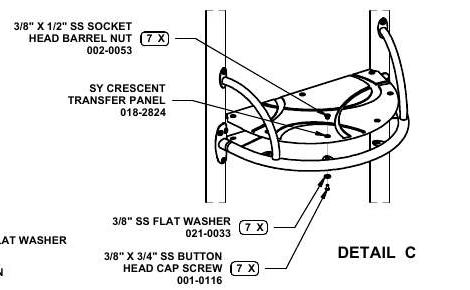 3/8" X 1/2" SS SOCKET
HEAD BARREL NUT 7 X
002-0053
SY CRESCENT
TRANSFER PANEL
018-2824
3/8" SS FLAT WASHER
021-0033 7 X
LAT WASHER
3/8" X 3/4" SS BUTTON
HEAD CAP SCREW 7 X
001-0116
DETAIL C
N